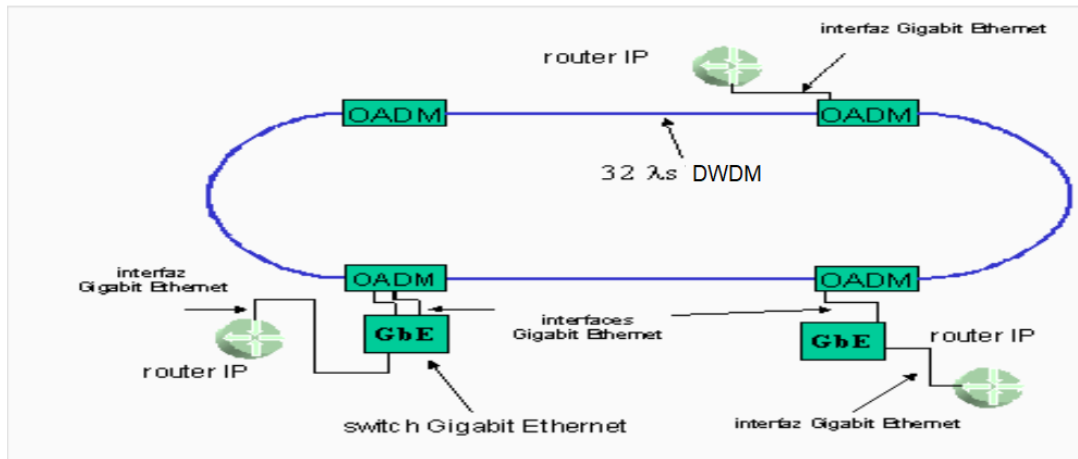 interfaz Gigabit Ethernet
router IP
OADM
OADM
32 λs DWDM
interfaz
Gigabit Ethernet
OADM
OADM
interfaces
Gigabit Ethernet
GbE
GbE
router IP
router IP
switch Gigabit Ethernet
interfaz Gigabit Ethernet